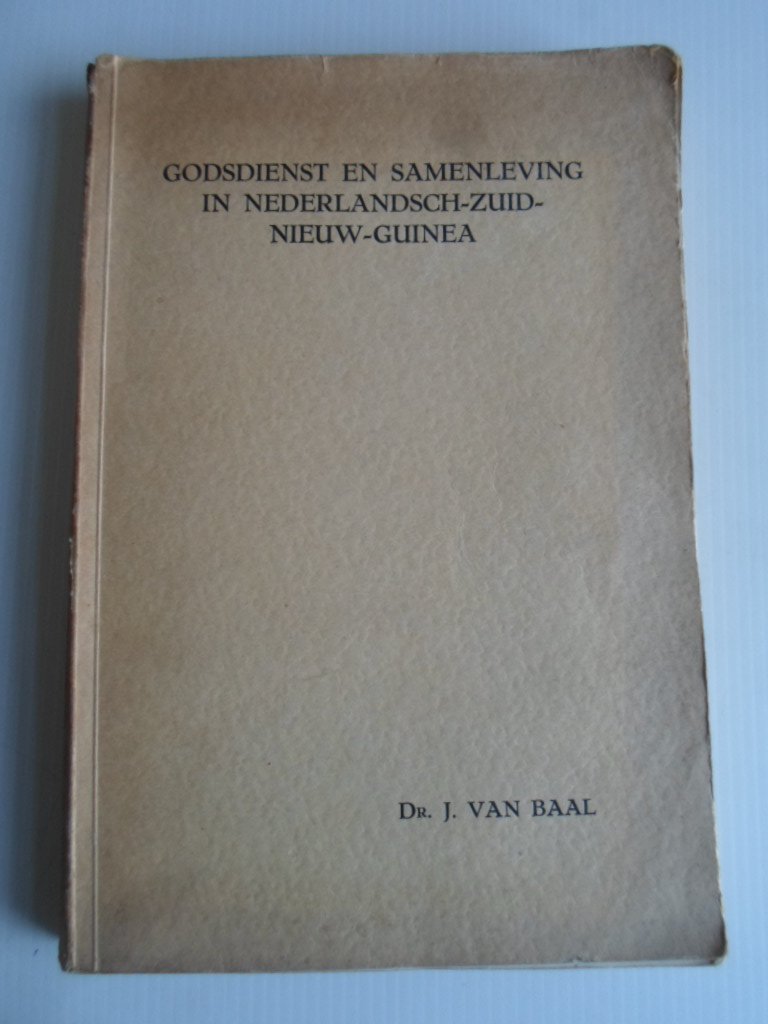 GODSDIENST EN SAMENLEVING
IN NEDERLANDSCH-ZUID-
NIEUW-GUINEA
DR. J. VAN BAAL